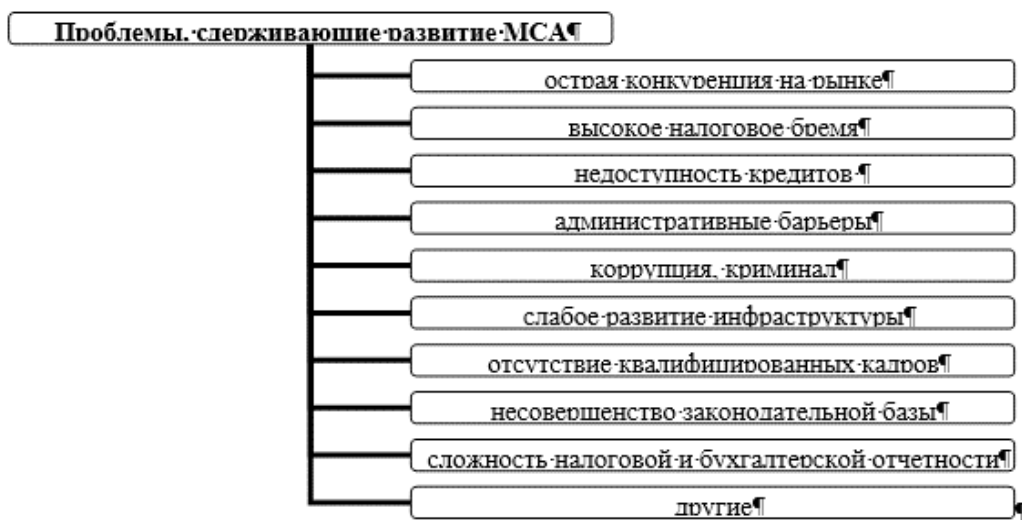 Проблемы, сдерживающие развитие МСА¶
острая·конкуренция·на·рынке¶
высокое·налоговое·бремя¶
недоступность·кредитов·¶
административные·барьеры¶
коррупция,·криминал¶
слабое·развитие·инфраструктуры¶
отсутствие·квалифицированных·кадров¶
несовершенство·законодательной·базы¶
сложность·налоговой·и·бухгалтерской·отчетности¶
другие¶
¶